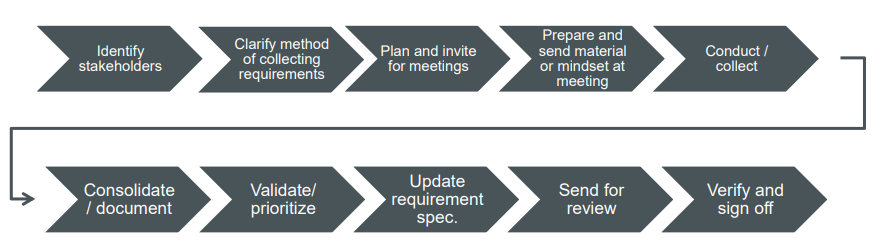 Identify
stakeholders
Clarify method
of collecting
requirements
Plan and invite
for meetings
Prepare and
send material
or mindset at
meeting
Conduct /
collect
Consolidate
/ document
Validate/
prioritize
Update
requirement
spec.
Send for
review
Verify and
sign off